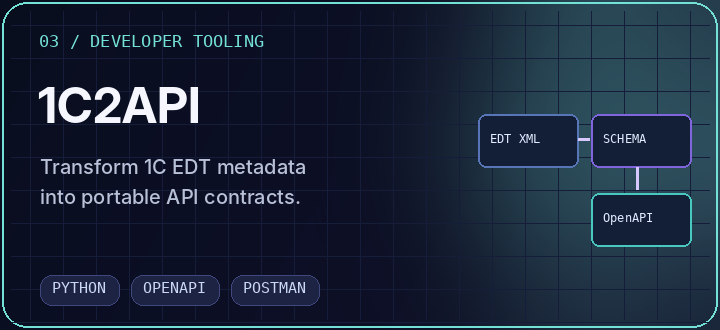 03 / DEVELOPER TOOLING
1C2API
Transform 1C EDT metadata
into portable API contracts.
EDT XML
SCHEMA
OpenAPI
PYTHON
OPENAPI
POSTMAN